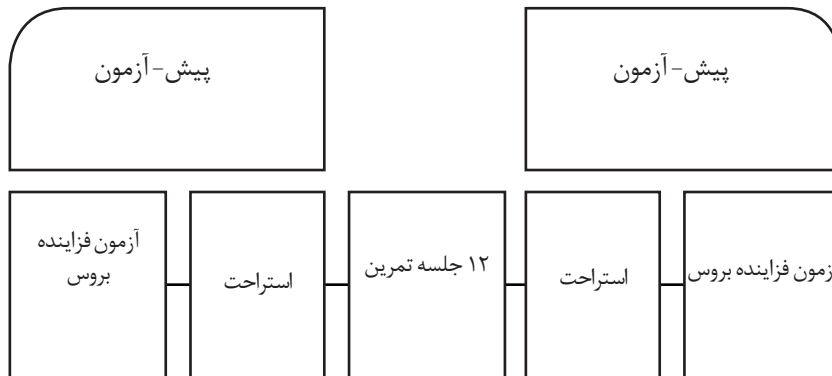 پیش-آزمون
پیش-آزمون
زمون فزاینده بروس
استراحت
۱۲ جلسه تمرین
استراحت
آزمون فزاینده
بروس